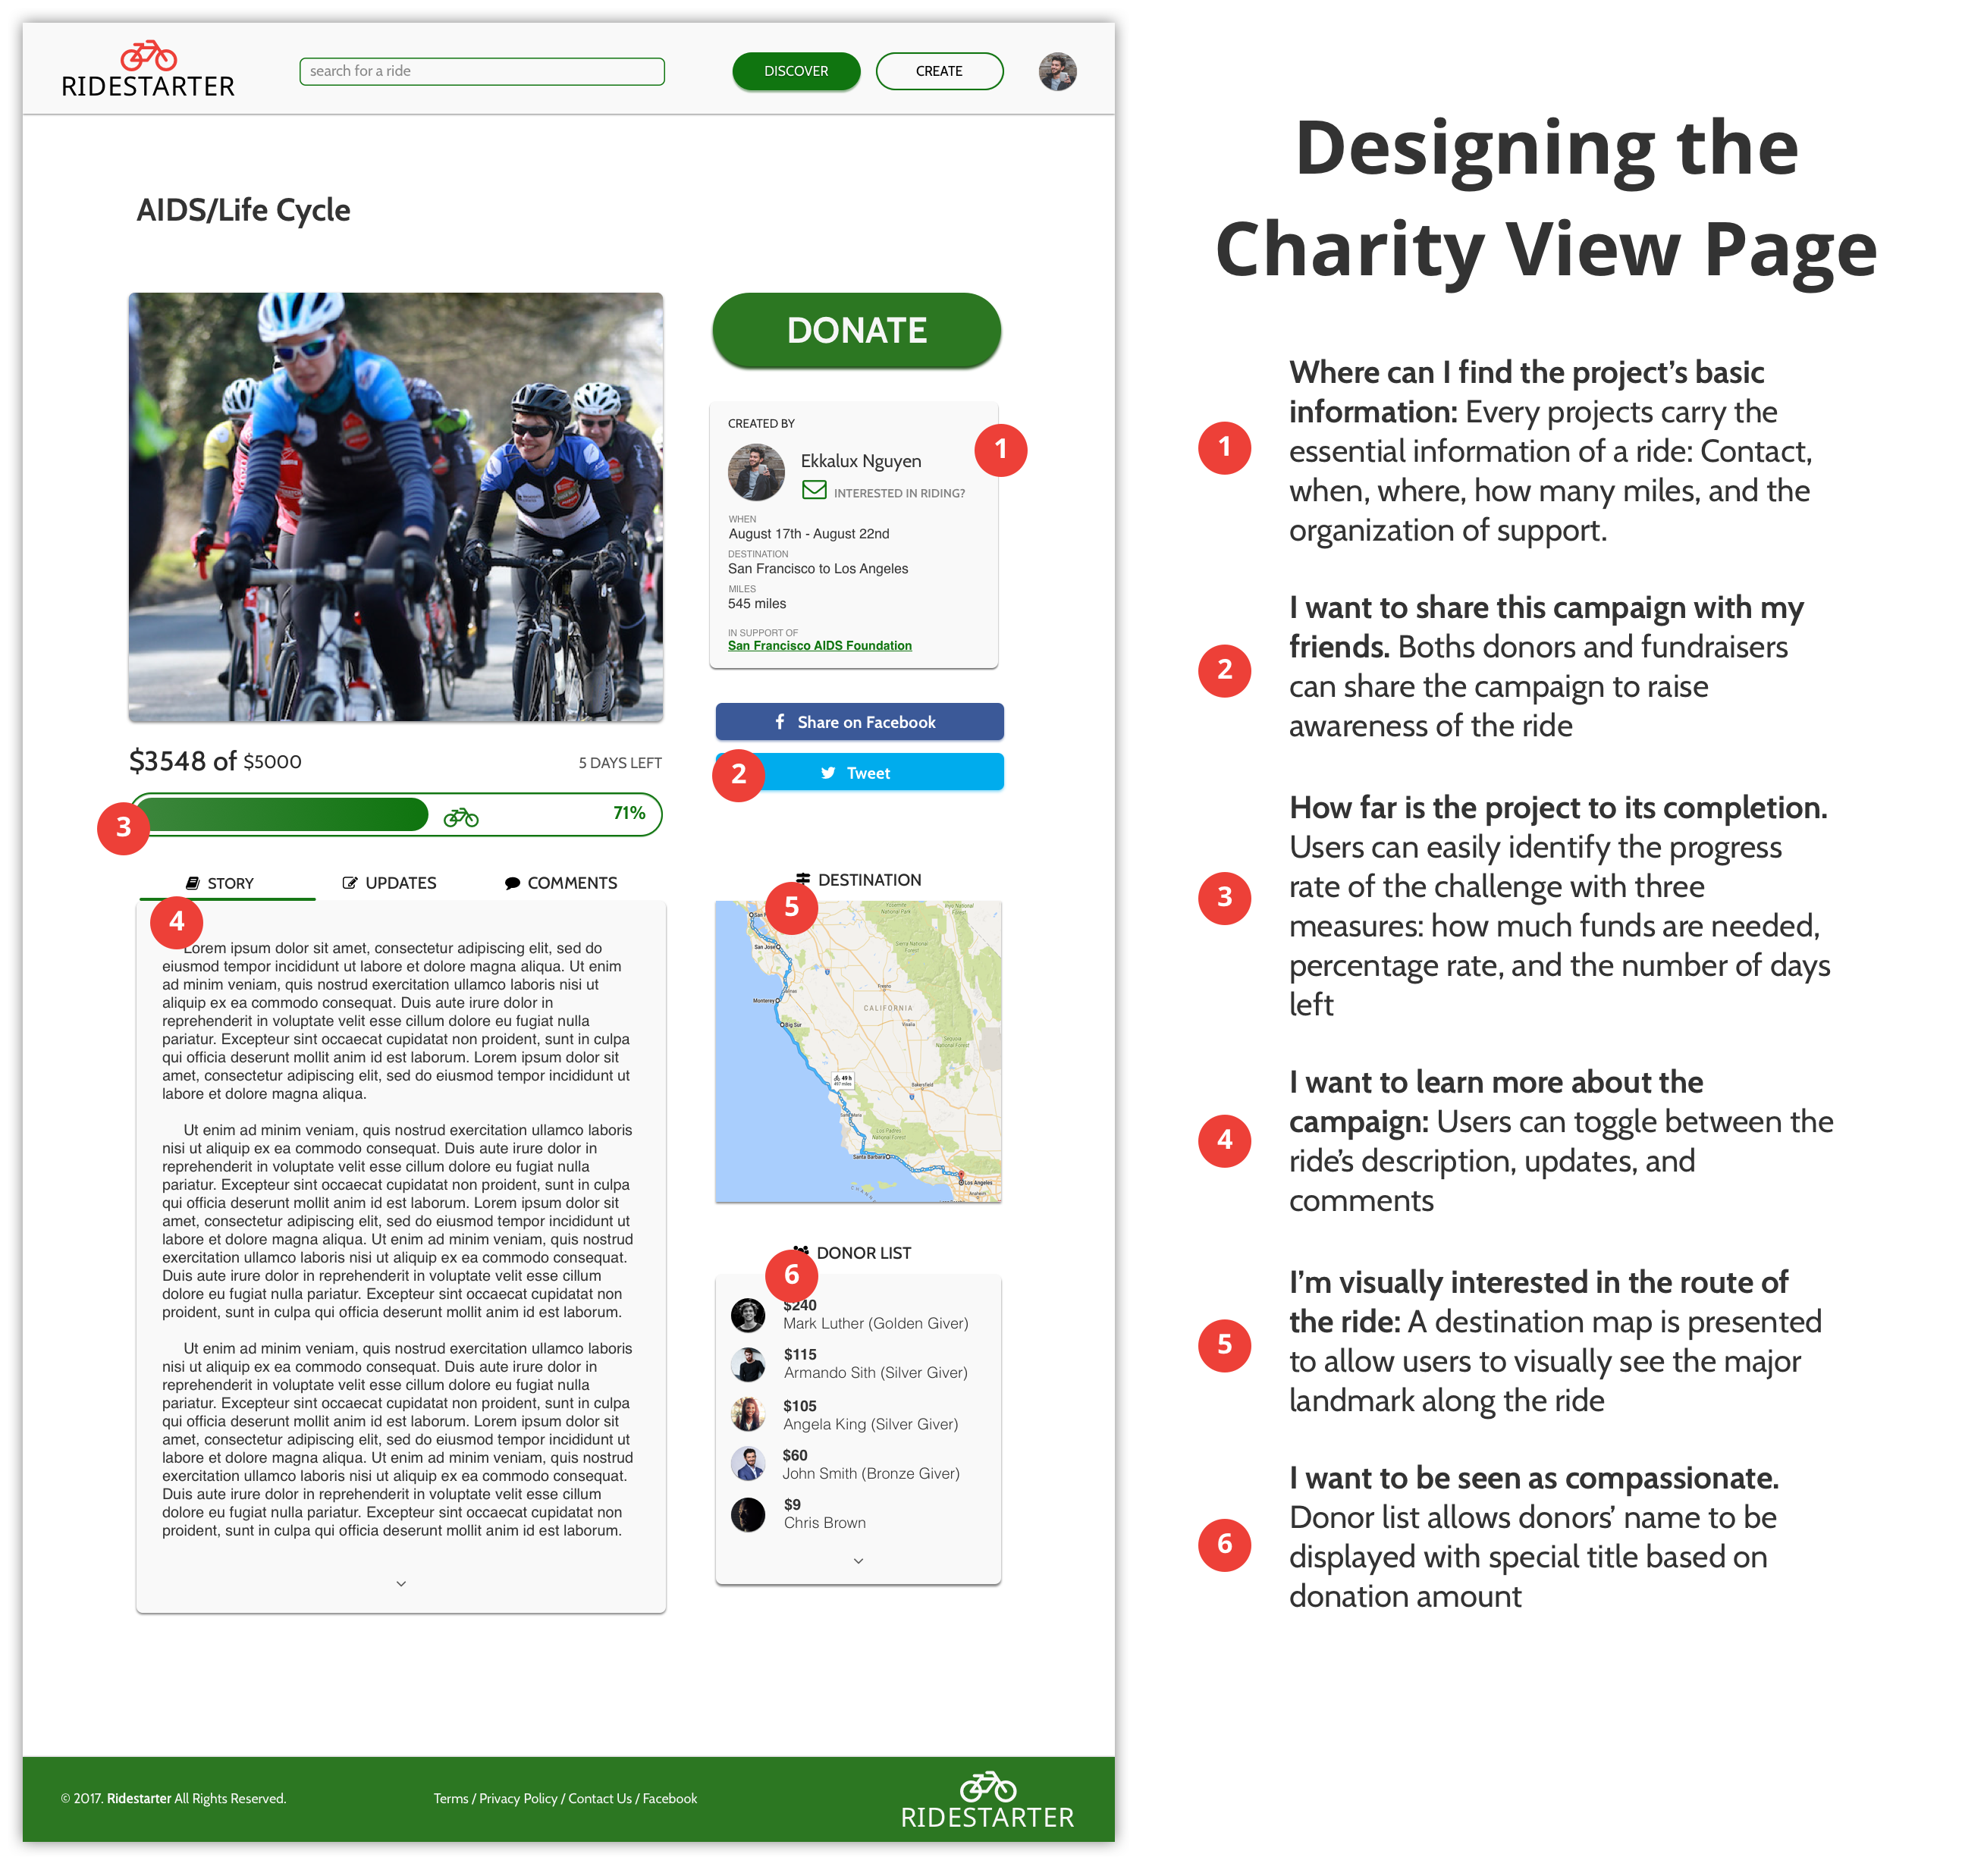 RIDESTARTER
search for a ride
DISCOVER
CREATE
AIDS/Life Cycle
DONATE
CREATED BY
Ekkalux Nguyen
INTERESTED IN RIDING?
WHEN
August 17th - August 22nd
DESTINATION
San Francisco to Los Angeles
MILES
545 miles
IN SUPPORT OF
San Francisco AIDS Foundation
1
Share on Facebook
Tweet
2
$3548 of $5000
5 DAYS LEFT
71%
3
STORY
UPDATES
COMMENTS
4
Lorem ipsum dolor sit amet, consectetur adipiscing elit, sed do
eiusmod tempor incididunt ut labore et dolore magna aliqua. Ut enim
ad minim veniam, quis nostrud exercitation ullamco laboris nisi ut
aliquip ex ea commodo consequat. Duis aute irure dolor in
reprehenderit in voluptate velit esse cillum dolore eu fugiat nulla
pariatur. Excepteur sint occaecat cupidatat non proident, sunt in culpa
qui officia deserunt mollit anim id est laborum. Lorem ipsum dolor sit
amet, consectetur adipiscing elit, sed do eiusmod tempor incididunt ut
labore et dolore magna aliqua.
Ut enim ad minim veniam, quis nostrud exercitation ullamco laboris
nisi ut aliquip ex ea commodo consequat. Duis aute irure dolor in
reprehenderit in voluptate velit esse cillum dolore eu fugiat nulla
pariatur. Excepteur sint occaecat cupidatat non proident, sunt in culpa
qui officia deserunt mollit anim id est laborum. Lorem ipsum dolor sit
amet, consectetur adipiscing elit, sed do eiusmod tempor incididunt ut
labore et dolore magna aliqua. Ut enim ad minim veniam, quis nostrud
exercitation ullamco laboris nisi ut aliquip ex ea commodo consequat.
Duis aute irure dolor in reprehenderit in voluptate velit esse cillum
dolore eu fugiat nulla pariatur. Excepteur sint occaecat cupidatat non
proident, sunt in culpa qui officia deserunt mollit anim id est laborum.
Ut enim ad minim veniam, quis nostrud exercitation ullamco laboris
nisi ut aliquip ex ea commodo consequat. Duis aute irure dolor in
reprehenderit in voluptate velit esse cillum dolore eu fugiat nulla
pariatur. Excepteur sint occaecat cupidatat non proident, sunt in culpa
qui officia deserunt mollit anim id est laborum. Lorem ipsum dolor sit
amet, consectetur adipiscing elit, sed do eiusmod tempor incididunt ut
labore et dolore magna aliqua. Ut enim ad minim veniam, quis nostrud
exercitation ullamco laboris nisi ut aliquip ex ea commodo consequat.
Duis aute irure dolor in reprehenderit in voluptate velit esse cillum
dolore eu fugiat nulla pariatur. Excepteur sint occaecat cupidatat non
proident, sunt in culpa qui officia deserunt mollit anim id est laborum.
DESTINATION
5
San Jose
Monterey
Big Sur
CALIFORNIA
Fresno
Visalia
Sierra National
Forest
Sequoia
National Forest
Bakersfield
49 h
Los Padres
National Forest
Santa Barbara
Los Angeles
Anaheim
DONOR LIST
6
$240
Mark Luther (Golden Giver)
$115
Armando Sith (Silver Giver)
$105
Angela King (Silver Giver)
$60
John Smith (Bronze Giver)
$9
Chris Brown
© 2017. Ridestarter All Rights Reserved.
Terms / Privacy Policy / Contact Us / Facebook
RIDESTARTER
Designing the
Charity View Page
1
Where can I find the project’s basic
information: Every projects carry the
essential information of a ride: Contact,
when, where, how many miles, and the
organization of support.
2
I want to share this campaign with my
friends. Boths donors and fundraisers
can share the campaign to raise
awareness of the ride
3
How far is the project to its completion.
Users can easily identify the progress
rate of the challenge with three
measures: how much funds are needed,
percentage rate, and the number of days
left
4
I want to learn more about the
campaign: Users can toggle between the
ride’s description, updates, and
comments
5
I’m visually interested in the route of
the ride: A destination map is presented
to allow users to visually see the major
landmark along the ride
6
I want to be seen as compassionate.
Donor list allows donors’ name to be
displayed with special title based on
donation amount